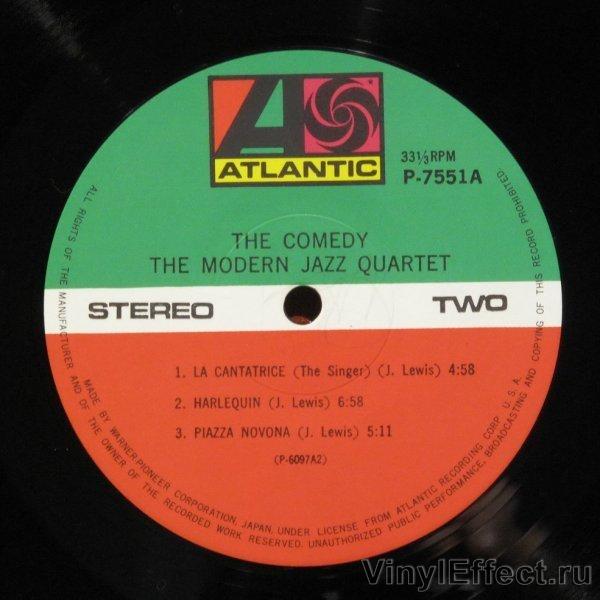 ATLANTIC
33⅓RPM
P-7551A
THE COMEDY
THE MODERN JAZZ QUARTET
STEREO
TWO
1. LA CANTATRICE (The Singer) (J. Lewis) 4:58
2. HARLEQUIN (J. Lewis) 6:58
3. PIAZZA NOVONA (J. Lewis) 5:11
(P-6097A2)
ALL RIGHTS OF THE MANUFACTURER AND OF THE OWNER OF THE RECORDED WORK RESERVED. UNAUTHORIZED PUBLIC PERFORMANCE, BROADCASTING AND COPYING OF THIS RECORD PROHIBITED.
MADE BY WARNER-PIONEER CORPORATION, JAPAN, UNDER LICENSE FROM ATLANTIC RECORDING CORP. U. S. A.
VinylEffect.ru